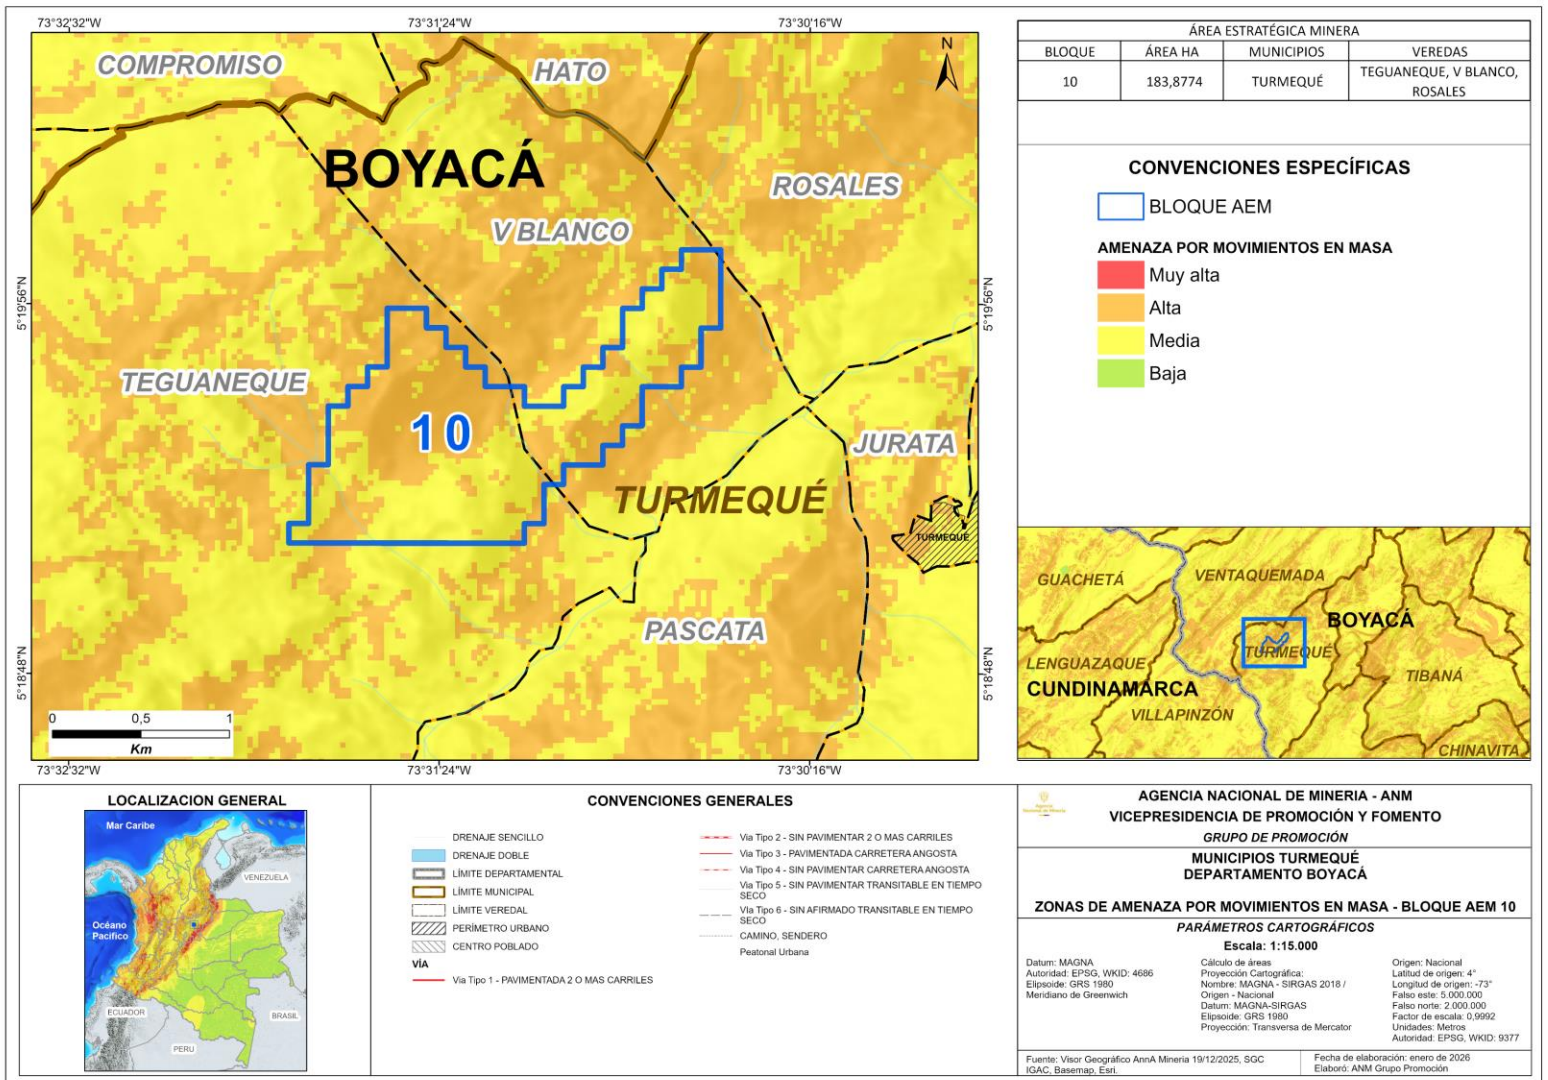 73°32'32"W
73°31'24"W
73°30'16"W
COMPROMISO
HATO
N
BOYACÁ
ROSALES
V BLANCO
5°19'56"N
5°19'56"N
TEGUANEQUE
10
JURATA
TURMEQUÉ
TURMEQUÉ
PASCATA
5°18'48"N
5°18'48"N
0 0,5 1
Km
73°32'32"W
73°31'24"W
73°30'16"W
ÁREA ESTRATÉGICA MINERA
BLOQUE ÁREA HA MUNICIPIOS VEREDAS
10 183,8774 TURMEQUÉ TEGUANEQUE, V BLANCO,
ROSALES
CONVENCIONES ESPECÍFICAS
BLOQUE AEM
AMENAZA POR MOVIMIENTOS EN MASA
Muy alta
Alta
Media
Baja
GUACHETÁ
VENTAQUEMADA
BOYACÁ
TURMEQUÉ
LENGUAZAQUE
TIBANÁ
CUNDINAMARCA
VILLAPINZÓN
CHINAVITA
LOCALIZACION GENERAL
Mar Caribe
VENEZUELA
Océano
Pacífico
ECUADOR
BRASIL
PERU
CONVENCIONES GENERALES
DRENAJE SENCILLO
DRENAJE DOBLE
LÍMITE DEPARTAMENTAL
LÍMITE MUNICIPAL
LÍMITE VEREDAL
PERÍMETRO URBANO
CENTRO POBLADO
VÍA
Via Tipo 1 - PAVIMENTADA 2 O MAS CARRILES
Via Tipo 2 - SIN PAVIMENTAR 2 O MAS CARRILES
Via Tipo 3 - PAVIMENTADA CARRETERA ANGOSTA
Via Tipo 4 - SIN PAVIMENTAR CARRETERA ANGOSTA
Via Tipo 5 - SIN PAVIMENTAR TRANSITABLE EN TIEMPO
SECO
Via Tipo 6 - SIN AFIRMADO TRANSITABLE EN TIEMPO
SECO
CAMINO, SENDERO
Peatonal Urbana
Agencia
Nacional de Minería
AGENCIA NACIONAL DE MINERIA - ANM
VICEPRESIDENCIA DE PROMOCIÓN Y FOMENTO
GRUPO DE PROMOCIÓN
MUNICIPIOS TURMEQUÉ
DEPARTAMENTO BOYACÁ
ZONAS DE AMENAZA POR MOVIMIENTOS EN MASA - BLOQUE AEM 10
PARÁMETROS CARTOGRÁFICOS
Escala: 1:15.000
Datum: MAGNA
Autoridad: EPSG, WKID: 4686
Elipsoide: GRS 1980
Meridiano de Greenwich
Cálculo de áreas
Proyección Cartográfica:
Nombre: MAGNA - SIRGAS 2018 /
Origen - Nacional
Datum: MAGNA-SIRGAS
Elipsoide: GRS 1980
Proyección: Transversa de Mercator
Origen: Nacional
Latitud de origen: 4°
Longitud de origen: -73°
Falso este: 5.000.000
Falso norte: 2.000.000
Factor de escala: 0,9992
Unidades: Metros
Autoridad: EPSG, WKID: 9377
Fuente: Visor Geográfico AnnA Mineria 19/12/2025, SGC
IGAC, Basemap, Esri.
Fecha de elaboración: enero de 2026
Elaboró: ANM Grupo Promoción